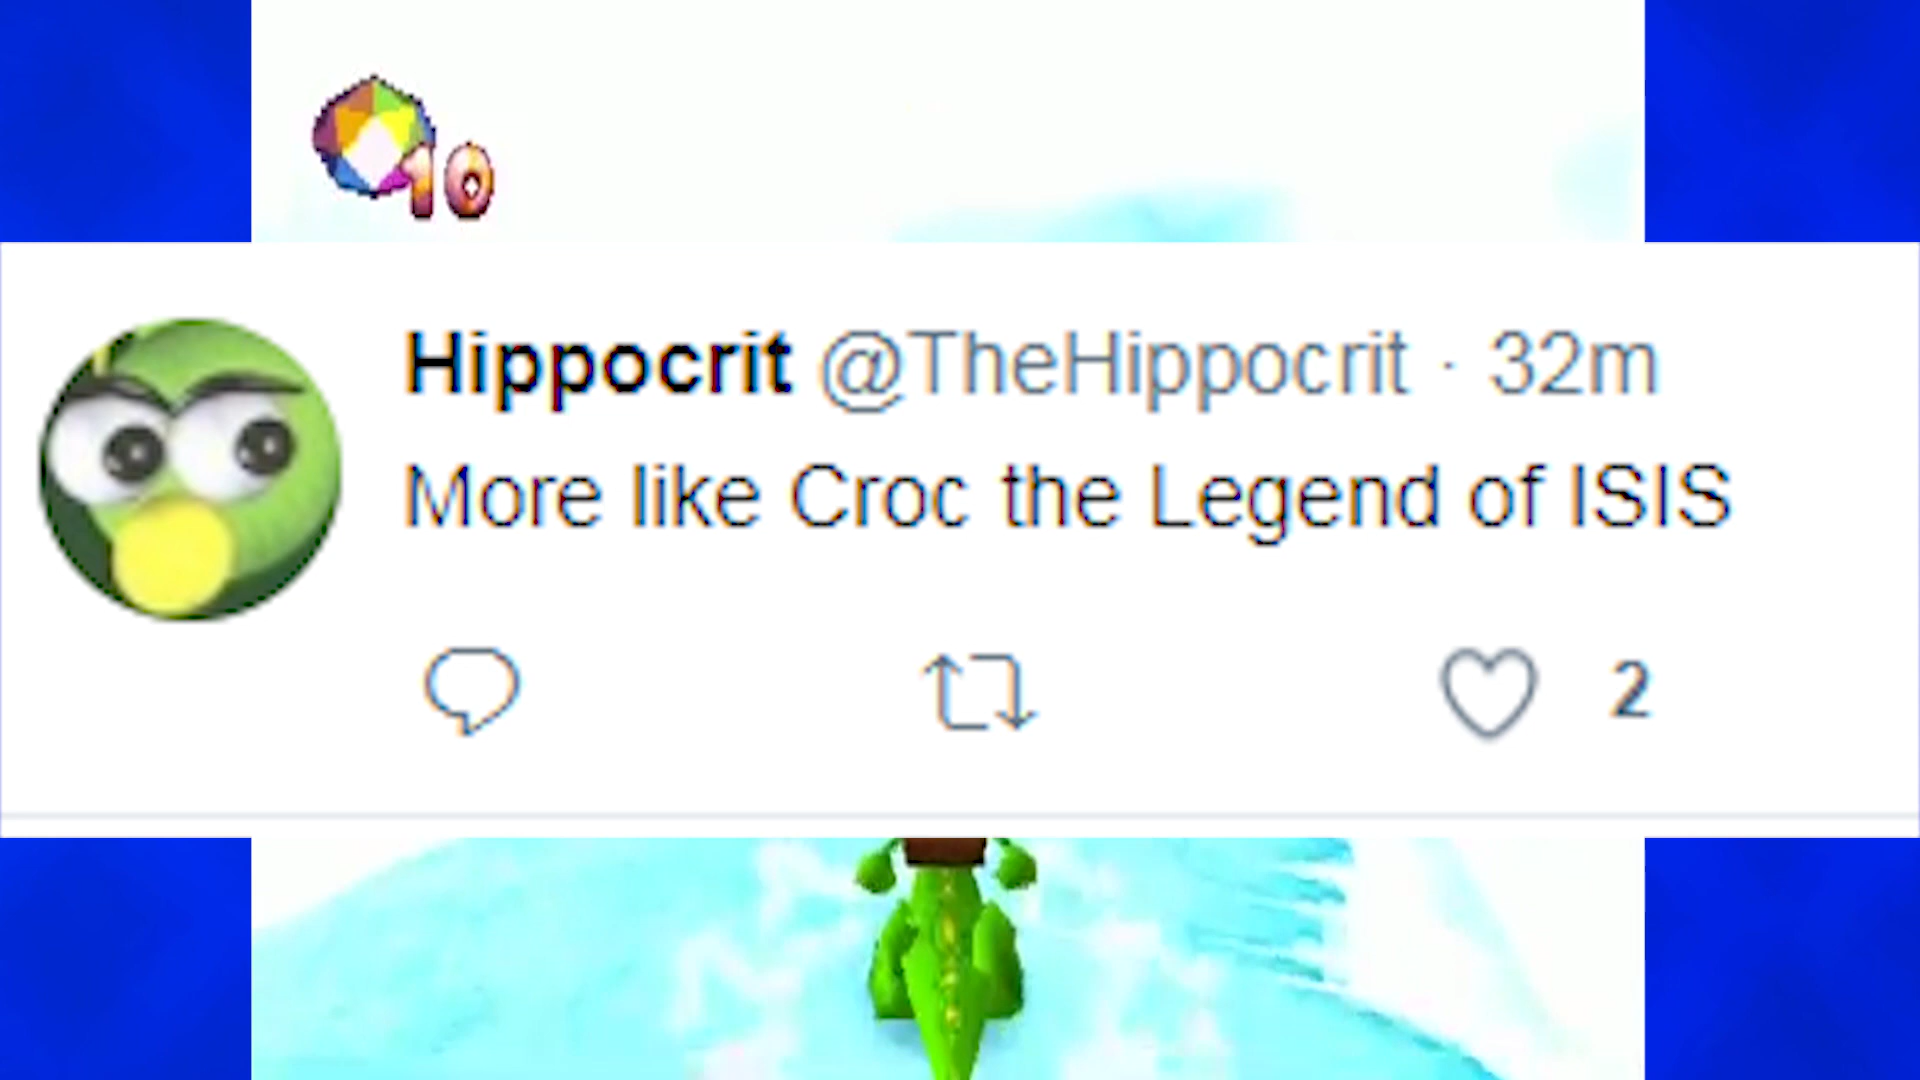 10
Hippocrit @TheHippocrit · 32m
More like Croc the Legend of ISIS
2